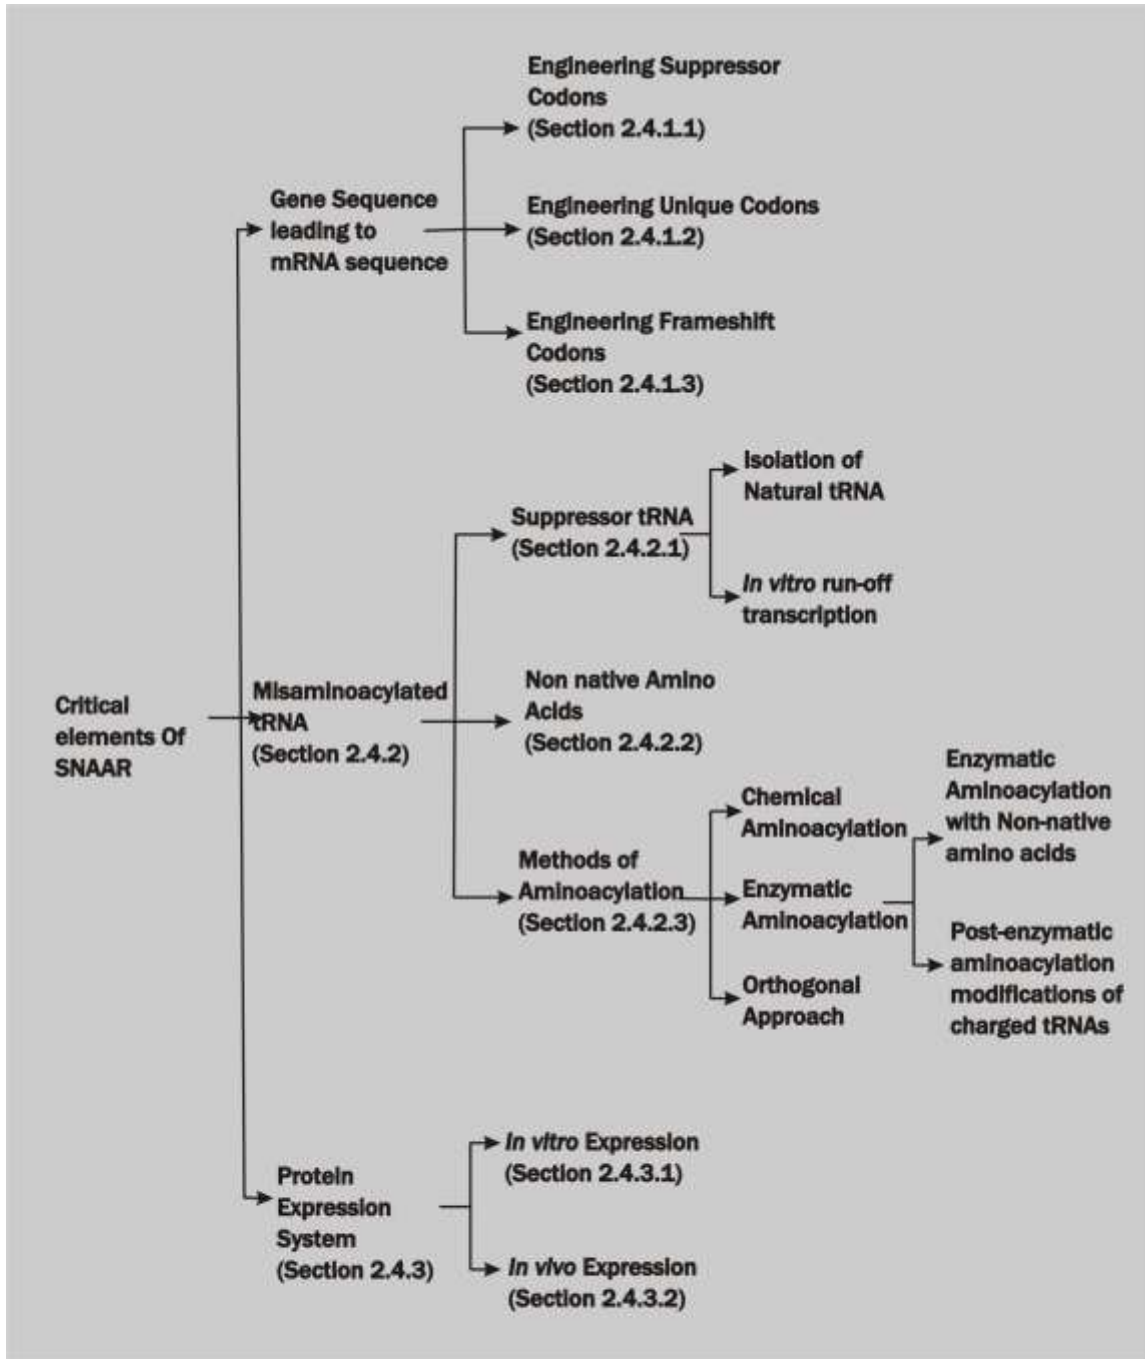 Engineering Suppressor
Codons
(Section 2.4.1.1)
Gene Sequence
leading to
mRNA sequence
Engineering Unique Codons
(Section 2.4.1.2)
Engineering Frameshift
Codons
(Section 2.4.1.3)
Isolation of
Natural tRNA
Suppressor tRNA
(Section 2.4.2.1)
In vitro run-off
transcription
Critical
elements Of
SNAAR
Misaminoacylated
tRNA
(Section 2.4.2)
Non native Amino
Acids
(Section 2.4.2.2)
Methods of
Aminoacylation
(Section 2.4.2.3)
Chemical
Aminoacylation
Enzymatic
Aminoacylation
Orthogonal
Approach
Enzymatic
Aminoacylation
with Non-native
amino acids
Post-enzymatic
aminoacylation
modifications of
charged tRNAs
Protein
Expression
System
(Section 2.4.3)
In vitro Expression
(Section 2.4.3.1)
In vivo Expression
(Section 2.4.3.2)